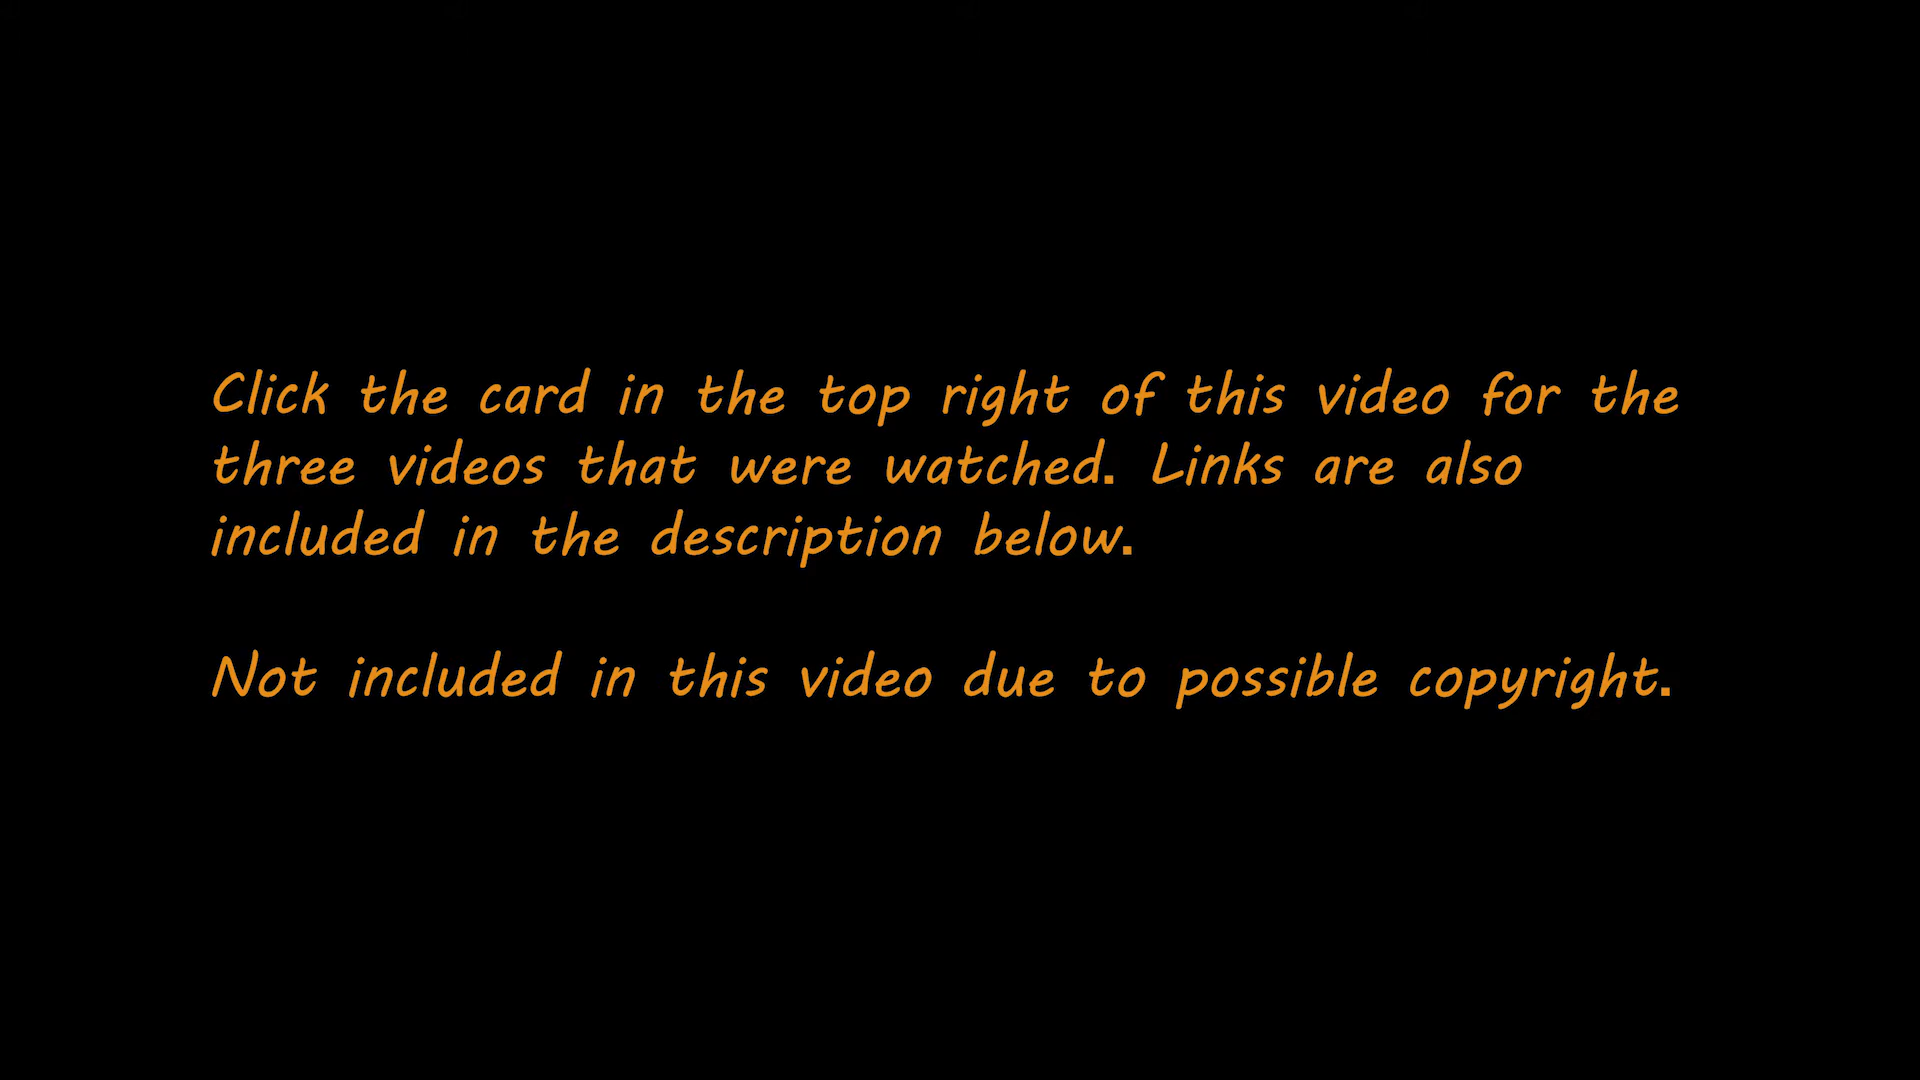 Click the card in the top right of this video for the
three videos that were watched. Links are also
included in the description below.
Not included in this video due to possible copyright.